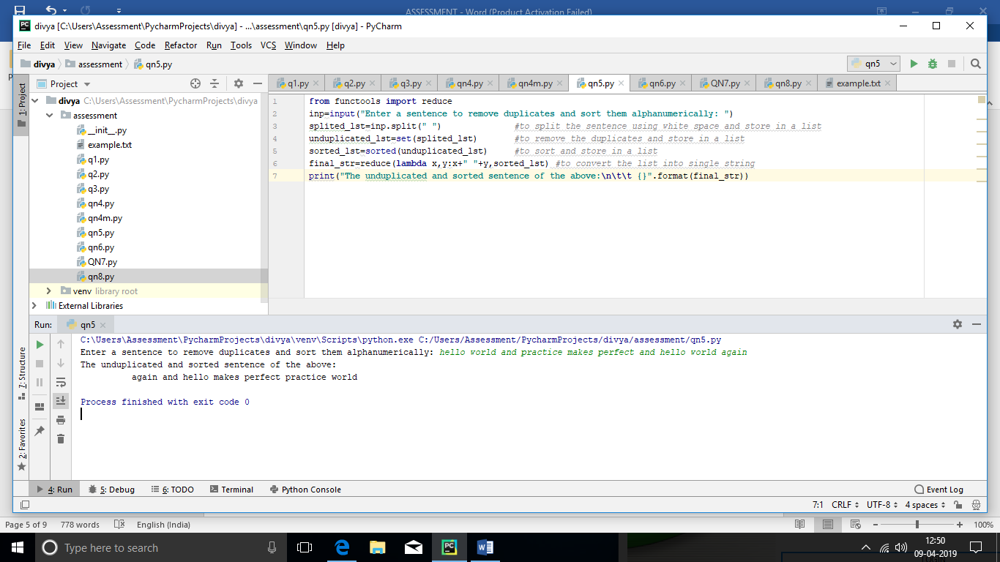 ASSESSMENT - Word (Product Activation Failed)
divya [C:\Users\Assessment\PycharmProjects\divya] - ...\assessment\qn5.py [divya] - PyCharm
File Edit View Navigate Code Refactor Run Tools VCS Window Help
divya assessment qn5.py qn5
1: Project
Project
q1.py q2.py q3.py qn4.py qn4m.py qn5.py qn6.py QN7.py qn8.py example.txt
divya C:\Users\Assessment\PycharmProjects\divya
assessment
__init__.py
example.txt
q1.py
q2.py
q3.py
qn4.py
qn4m.py
qn5.py
qn6.py
QN7.py
qn8.py
venv library root
External Libraries
1 from functools import reduce
2 inp=input("Enter a sentence to remove duplicates and sort them alphanumerically: ")
3 splited_lst=inp.split(" ") #to split the sentence using white space and store in a list
4 unduplicated_lst=set(splited_lst) #to remove the duplicates and store in a list
5 sorted_lst=sorted(unduplicated_lst) #to sort and store in a list
6 final_str=reduce(lambda x,y:x+" "+y,sorted_lst) #to convert the list into single string
7 print("The unduplicated and sorted sentence of the above:\n\t\t {}".format(final_str))
Run: qn5
C:\Users\Assessment\PycharmProjects\divya\venv\Scripts\python.exe C:/Users/Assessment/PycharmProjects/divya/assessment/qn5.py
Enter a sentence to remove duplicates and sort them alphanumerically: hello world and practice makes perfect and hello world again
The unduplicated and sorted sentence of the above:
again and hello makes perfect practice world
Process finished with exit code 0
7: Structure
2: Favorites
4: Run 5: Debug 6: TODO Terminal Python Console Event Log
7:1 CRLF UTF-8 4 spaces
Page 5 of 9 778 words English (India) 100%
Type here to search
12:50
09-04-2019